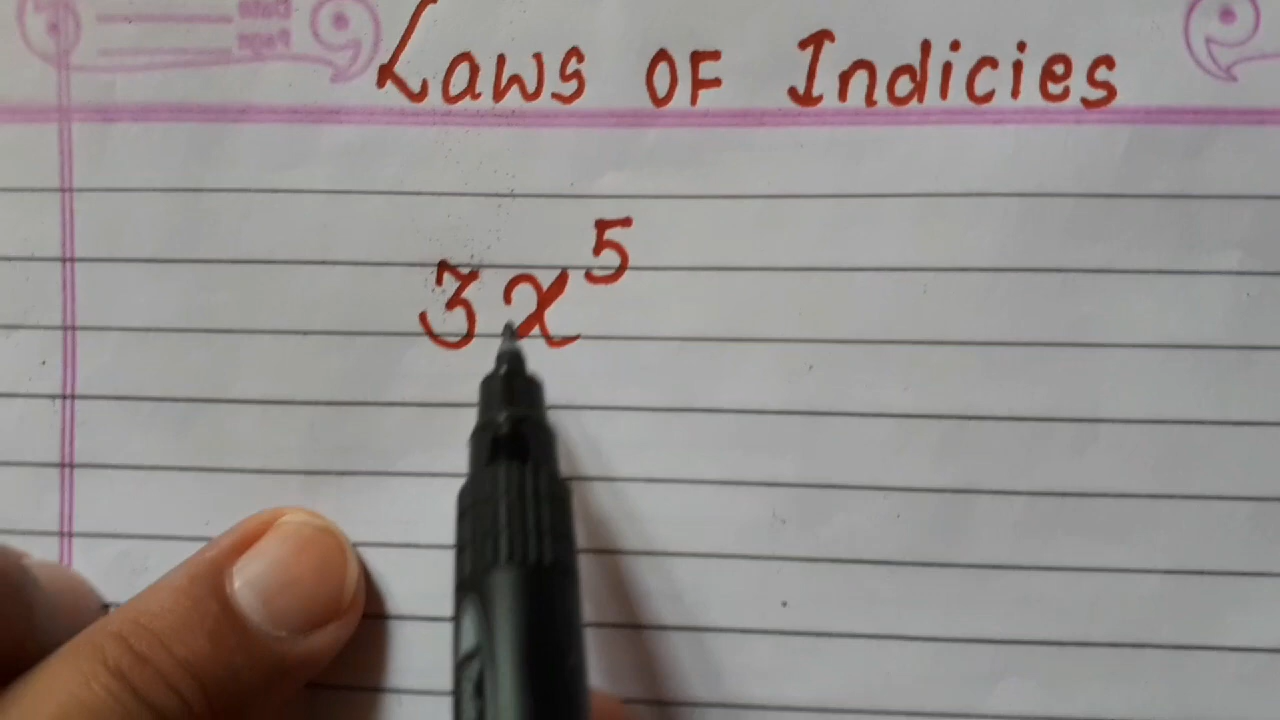 Laws of Indicies
3x⁵